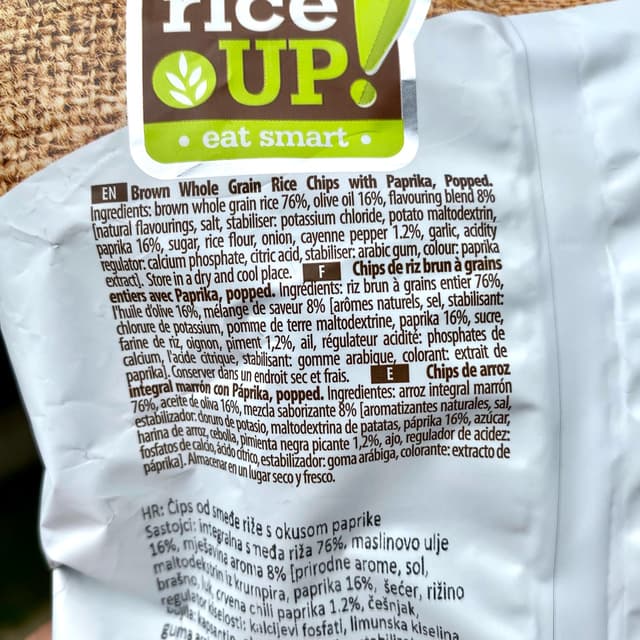 rice
UP!
• eat smart •
EN Brown Whole Grain Rice Chips with Paprika, Popped.
Ingredients: brown whole grain rice 76%, olive oil 16%, flavouring blend 8%
[natural flavourings, salt, stabiliser: potassium chloride, potato maltodextrin,
paprika 16%, sugar, rice flour, onion, cayenne pepper 1.2%, garlic, acidity
regulator: calcium phosphate, citric acid, stabiliser: arabic gum, colour: paprika
extract]. Store in a dry and cool place. F Chips de riz brun à grains
entiers avec Paprika, popped. Ingrédients: riz brun à grains entier 76%,
l'huile d'olive 16%, mélange de saveur 8% [arômes naturels, sel, stabilisant:
chlorure de potassium, pomme de terre maltodextrine, paprika 16%, sucre,
farine de riz, oignon, piment 1,2%, ail, régulateur acidité: phosphates de
calcium, l'acide citrique, stabilisant: gomme arabique, colorant: extrait de
paprika]. Conserver dans un endroit sec et frais. E Chips de arroz
integral marrón con Páprika, popped. Ingredientes: arroz integral marrón
76%, aceite de oliva 16%, mezcla saborizante 8% [aromatizantes naturales, sal,
estabilizador: doruro de potasio, maltodextrina de patatas, páprika 16%, azúcar,
harina de arroz, cebolla, pimienta negra picante 1,2%, ajo, regulador de acidez:
fosfatos de calcio, ácido cítrico, estabilizador: goma arábiga, colorante: extracto de
páprika]. Almacenar en un lugar seco y fresco.
HR: Čips od smeđe riže s okusom paprike
Sastojci: integralna smeđa riža 76%, maslinovo ulje
16%, mješavina aroma 8% [prirodne arome, sol,
maltodekstrin iz krumpira, paprika 16%, šećer, rižino
brašno, luk, crvena chili paprika 1.2%, češnjak,
regulator kiselosti: kalcijevi fosfati, limunska kiselina
guma